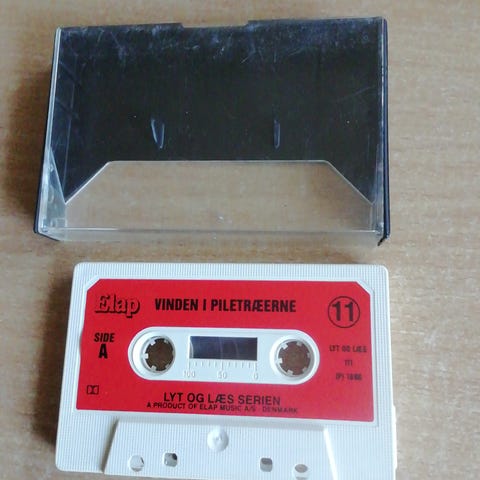 Elap VINDEN I PILETRÆERNE 11
SIDE
A
LYT OG LÆS
111
100 50 0
LYT OG LÆS SERIEN
A PRODUCT OF ELAP MUSIC A/S DENMARK